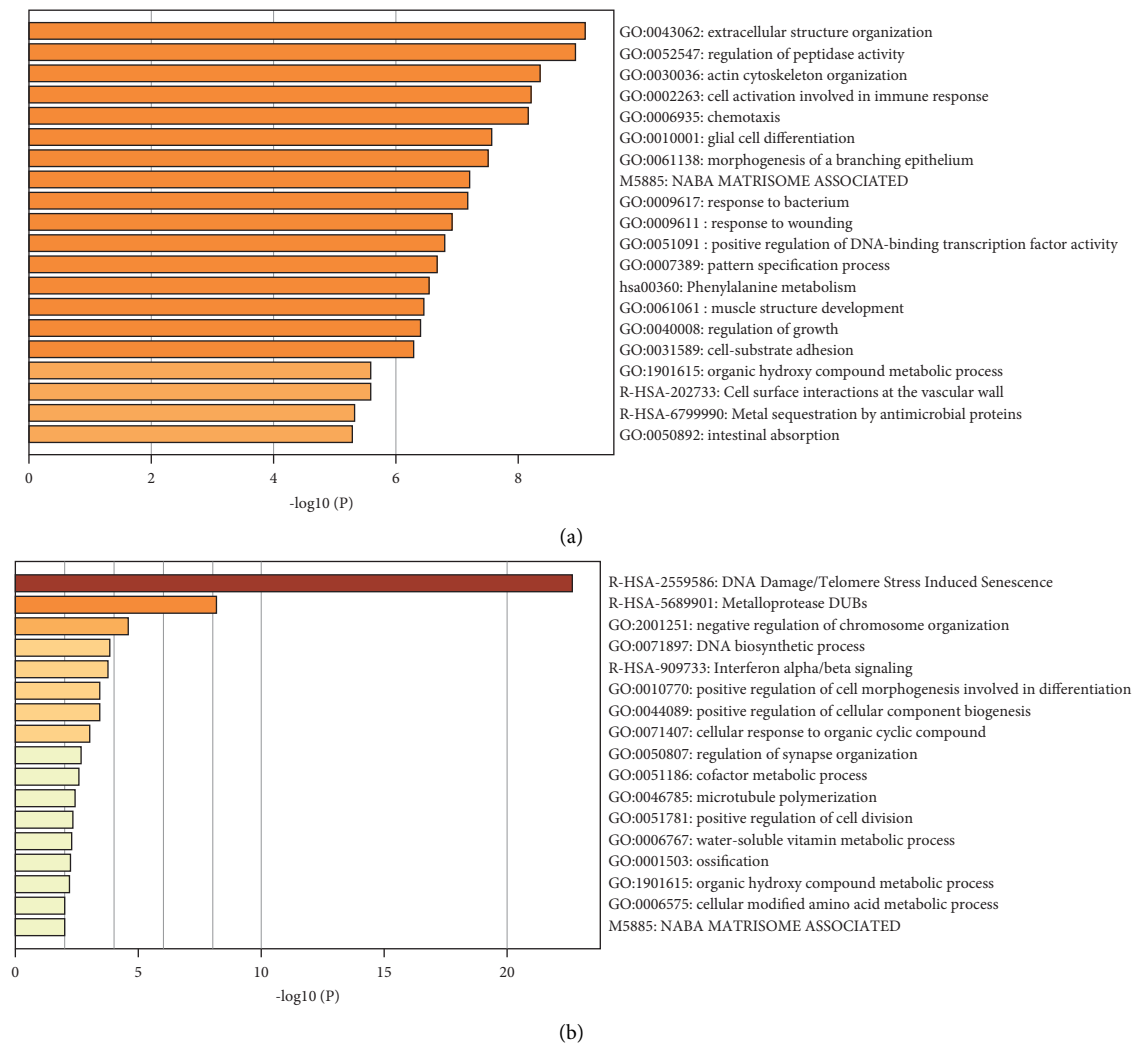 GO:0043062: extracellular structure organization
GO:0052547: regulation of peptidase activity
GO:0030036: actin cytoskeleton organization
GO:0002263: cell activation involved in immune response
GO:0006935: chemotaxis
GO:0010001: glial cell differentiation
GO:0061138: morphogenesis of a branching epithelium
M5885: NABA MATRISOME ASSOCIATED
GO:0009617: response to bacterium
GO:0009611 : response to wounding
GO:0051091 : positive regulation of DNA-binding transcription factor activity
GO:0007389: pattern specification process
hsa00360: Phenylalanine metabolism
GO:0061061 : muscle structure development
GO:0040008: regulation of growth
GO:0031589: cell-substrate adhesion
GO:1901615: organic hydroxy compound metabolic process
R-HSA-202733: Cell surface interactions at the vascular wall
R-HSA-6799990: Metal sequestration by antimicrobial proteins
GO:0050892: intestinal absorption
0 2 4 6 8
-log10 (P)
(a)
R-HSA-2559586: DNA Damage/Telomere Stress Induced Senescence
R-HSA-5689901: Metalloprotease DUBs
GO:2001251: negative regulation of chromosome organization
GO:0071897: DNA biosynthetic process
R-HSA-909733: Interferon alpha/beta signaling
GO:0010770: positive regulation of cell morphogenesis involved in differentiation
GO:0044089: positive regulation of cellular component biogenesis
GO:0071407: cellular response to organic cyclic compound
GO:0050807: regulation of synapse organization
GO:0051186: cofactor metabolic process
GO:0046785: microtubule polymerization
GO:0051781: positive regulation of cell division
GO:0006767: water-soluble vitamin metabolic process
GO:0001503: ossification
GO:1901615: organic hydroxy compound metabolic process
GO:0006575: cellular modified amino acid metabolic process
M5885: NABA MATRISOME ASSOCIATED
0 5 10 15 20
-log10 (P)
(b)